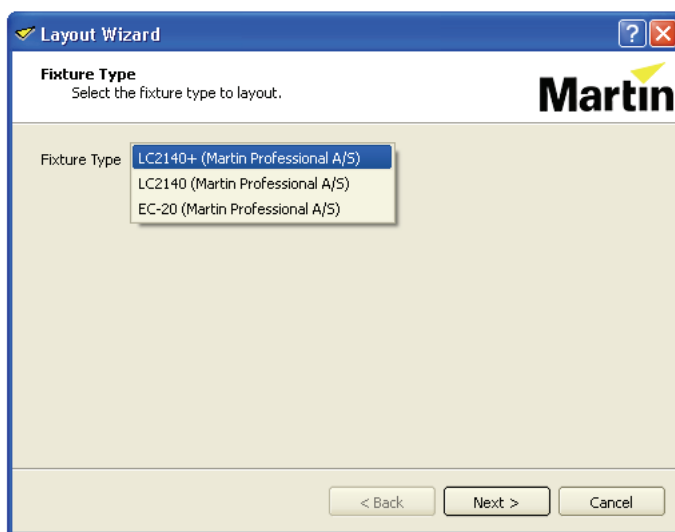 Layout Wizard
Fixture Type
Select the fixture type to layout.
Martin
Fixture Type
LC2140+ (Martin Professional A/S)
LC2140 (Martin Professional A/S)
EC-20 (Martin Professional A/S)
< Back
Next >
Cancel